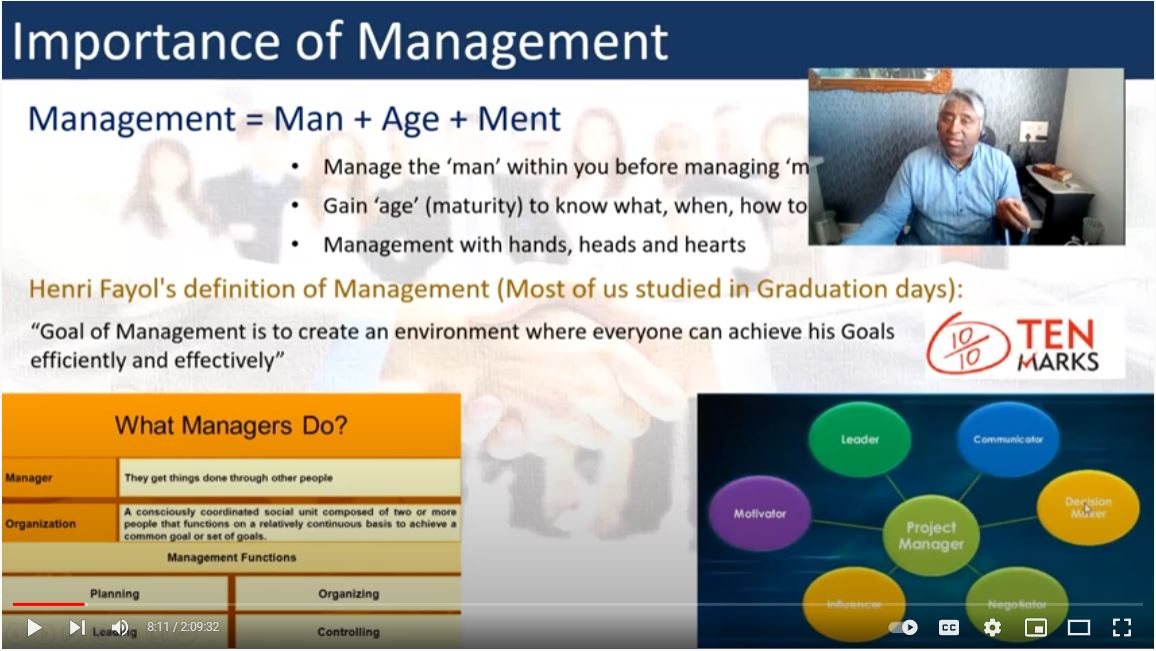 Importance of Management
Management = Man + Age + Ment
• Manage the ‘man’ within you before managing ‘m
• Gain ‘age’ (maturity) to know what, when, how to
• Management with hands, heads and hearts
Henri Fayol's definition of Management (Most of us studied in Graduation days):
“Goal of Management is to create an environment where everyone can achieve his Goals
efficiently and effectively”
10/10 TEN
MARKS
What Managers Do?
Manager
They get things done through other people
Organization
A consciously coordinated social unit composed of two or more
people that functions on a relatively continuous basis to achieve a
common goal or set of goals.
Management Functions
Planning
Organizing
Leading
Controlling
Leader
Communicator
Motivator
Decision
Maker
Project
Manager
Influencer
Negotiator
8:11 / 2:09:32
CC